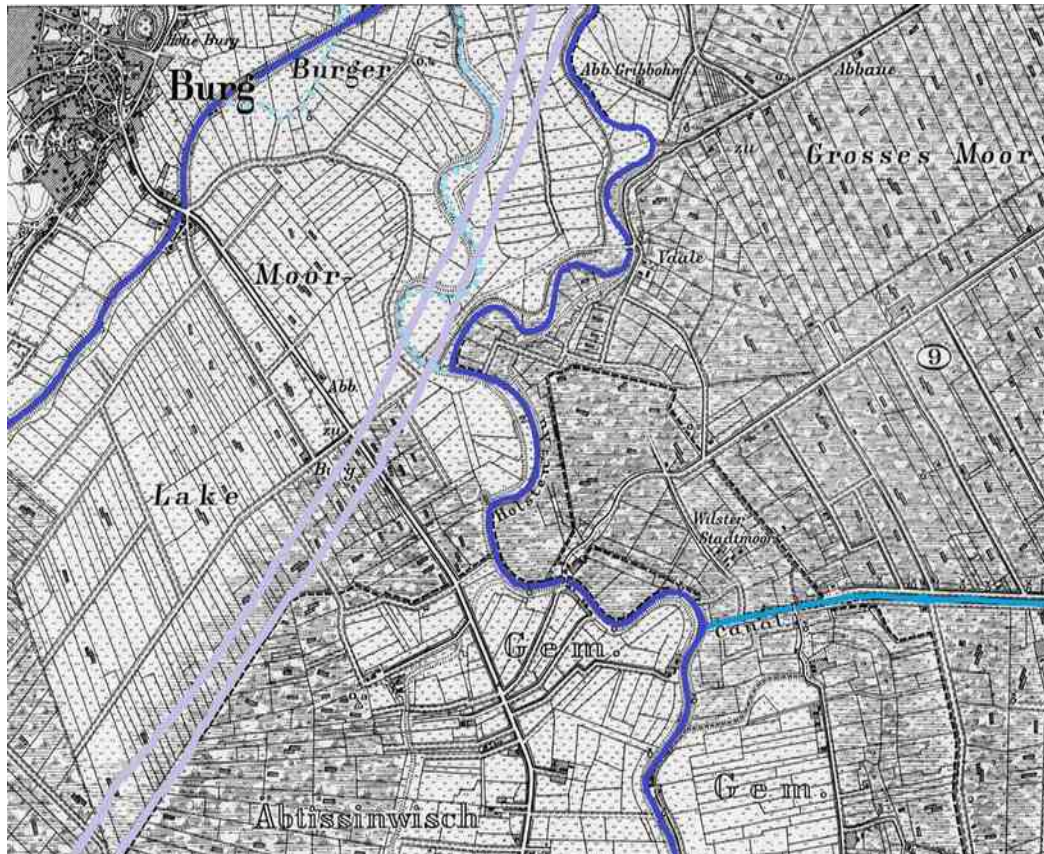 Hohe Burg
Burg
Burger
Abb. Gribbohm
Abbaue
zu
Grosses Moor
Vaale
Moor-
9
Abb.
zu
Burg
Lake
Holsten
Wilster
Stadtmoor
Canal
Gem.
Gem.
Äbtissinwisch